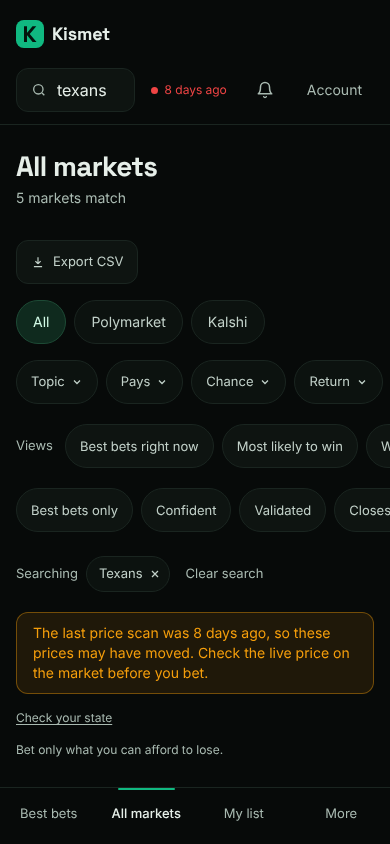 K Kismet
texans
8 days ago
Account
All markets
5 markets match
Export CSV
All
Polymarket
Kalshi
Topic
Pays
Chance
Return
Views
Best bets right now
Most likely to win
W
Best bets only
Confident
Validated
Closes
Searching
Texans ×
Clear search
The last price scan was 8 days ago, so these
prices may have moved. Check the live price on
the market before you bet.
Check your state
Bet only what you can afford to lose.
Best bets
All markets
My list
More